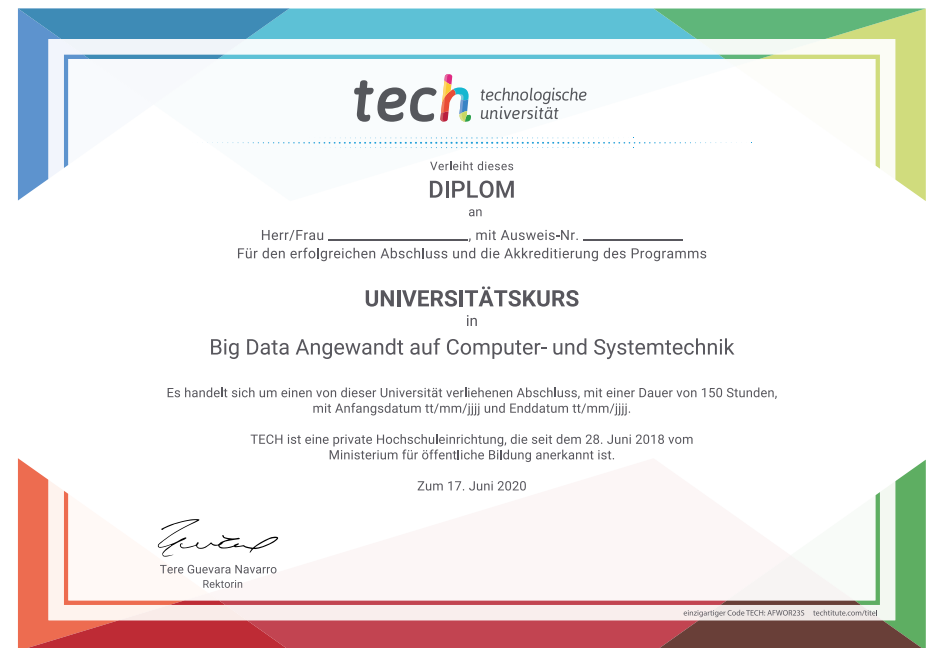 tech technologische
universität
Verleiht dieses
DIPLOM
an
Herr/Frau ____________, mit Ausweis-Nr. ____________
Für den erfolgreichen Abschluss und die Akkreditierung des Programms
UNIVERSITÄTSKURS
in
Big Data Angewandt auf Computer- und Systemtechnik
Es handelt sich um einen von dieser Universität verliehenen Abschluss, mit einer Dauer von 150 Stunden,
mit Anfangsdatum tt/mm/jjjj und Enddatum tt/mm/jjjj.
TECH ist eine private Hochschuleinrichtung, die seit dem 28. Juni 2018 vom
Ministerium für öffentliche Bildung anerkannt ist.
Zum 17. Juni 2020
Tere Guevara Navarro
Rektorin
einzigartiger Code TECH: AFWOR23S techtitute.com/titel